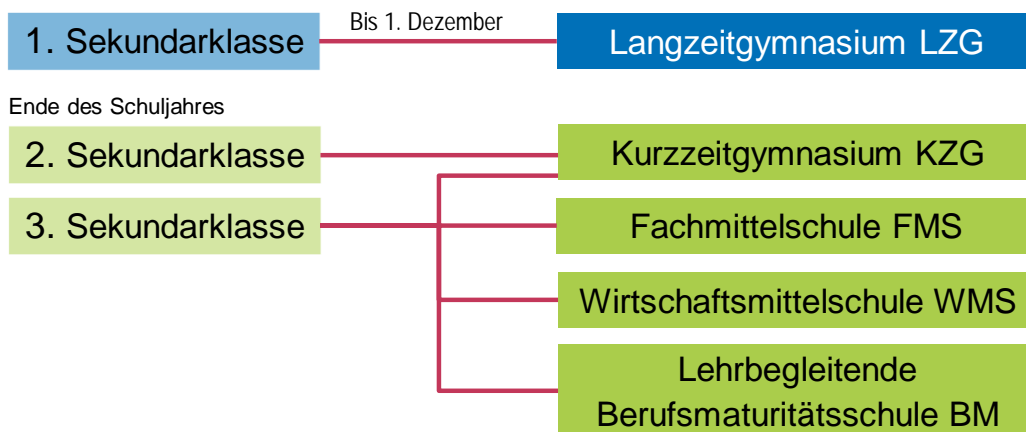 Bis 1. Dezember
1. Sekundarklasse
Langzeitgymnasium LZG
Ende des Schuljahres
2. Sekundarklasse
Kurzzeitgymnasium KZG
3. Sekundarklasse
Fachmittelschule FMS
Wirtschaftsmittelschule WMS
Lehrbegleitende
Berufsmaturitätsschule BM